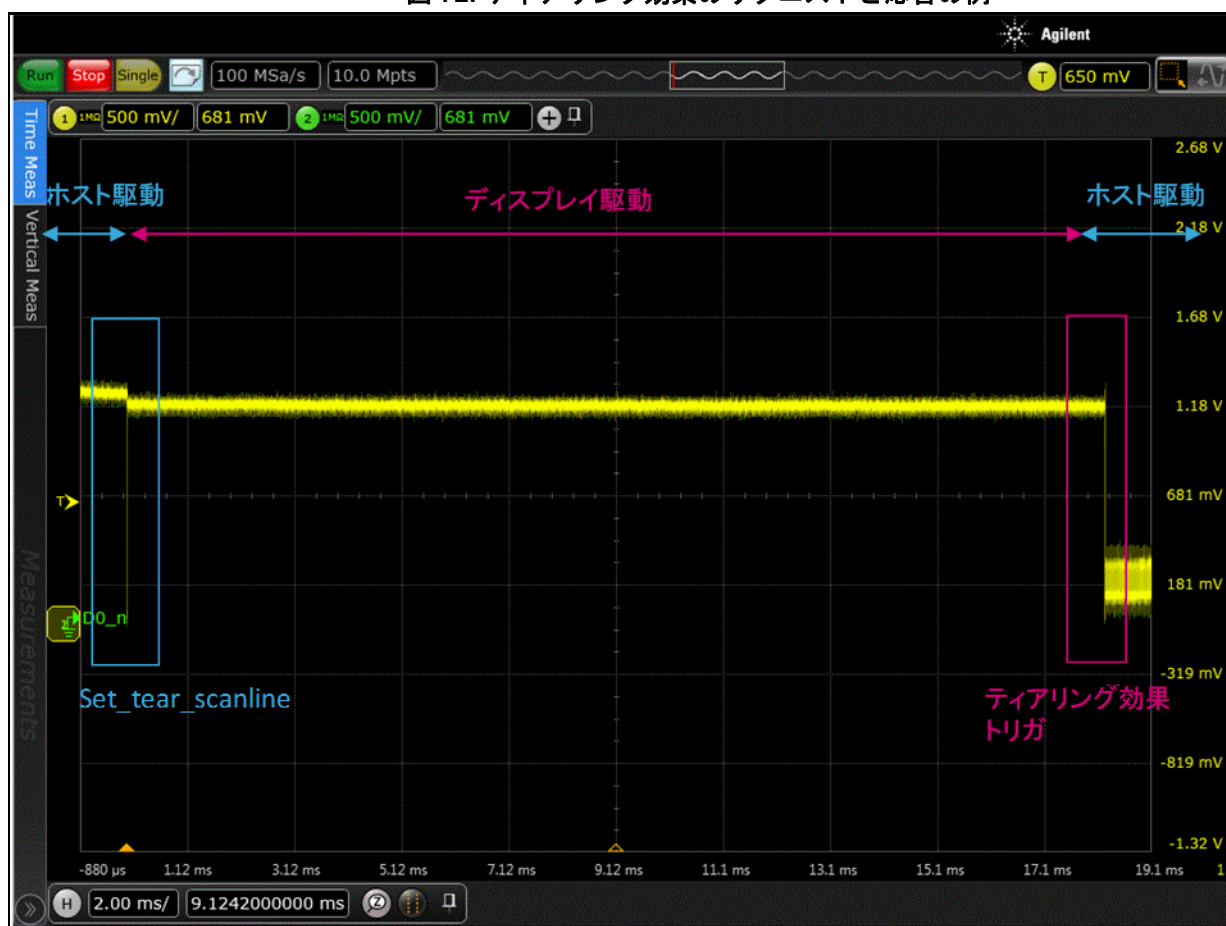 Agilent
Run Stop Single 100 MSa/s 10.0 Mpts T 650 mV
1 1MΩ 500 mV/ 681 mV 2 1MΩ 500 mV/ 681 mV
Time Meas
Vertical Meas
Measurements
2.68 V
ホスト駆動 ディスプレイ駆動 ホスト駆動
2.18 V
1.68 V
1.18 V
T 681 mV
181 mV
D0_n
-319 mV
Set_tear_scanline
ティアリング効果
トリガ
-819 mV
-1.32 V
-880 µs 1.12 ms 3.12 ms 5.12 ms 7.12 ms 9.12 ms 11.1 ms 13.1 ms 15.1 ms 17.1 ms 19.1 ms 1
H 2.00 ms/ 9.1242000000 ms Z